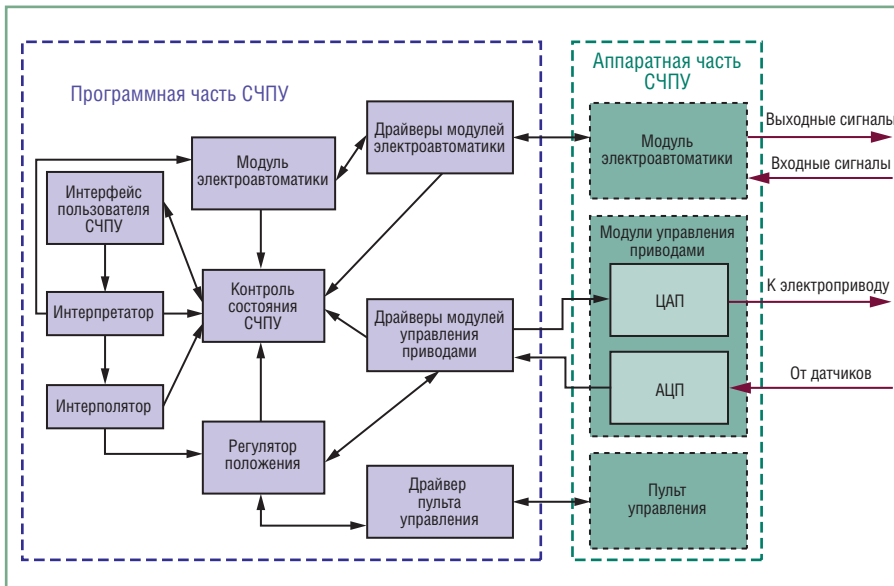 Программная часть СЧПУ
Аппаратная часть
СЧПУ
Драйверы модулей
электроавтоматики
Модуль
электроавтоматики
Модуль
электроавтоматики
Выходные сигналы
Входные сигналы
Интерфейс
пользователя
СЧПУ
Модули управления
приводами
Контроль
состояния
СЧПУ
Интерпретатор
Драйверы модулей
управления
приводами
ЦАП
К электроприводу
Интерполятор
АЦП
От датчиков
Регулятор
положения
Драйвер
пульта
управления
Пульт
управления